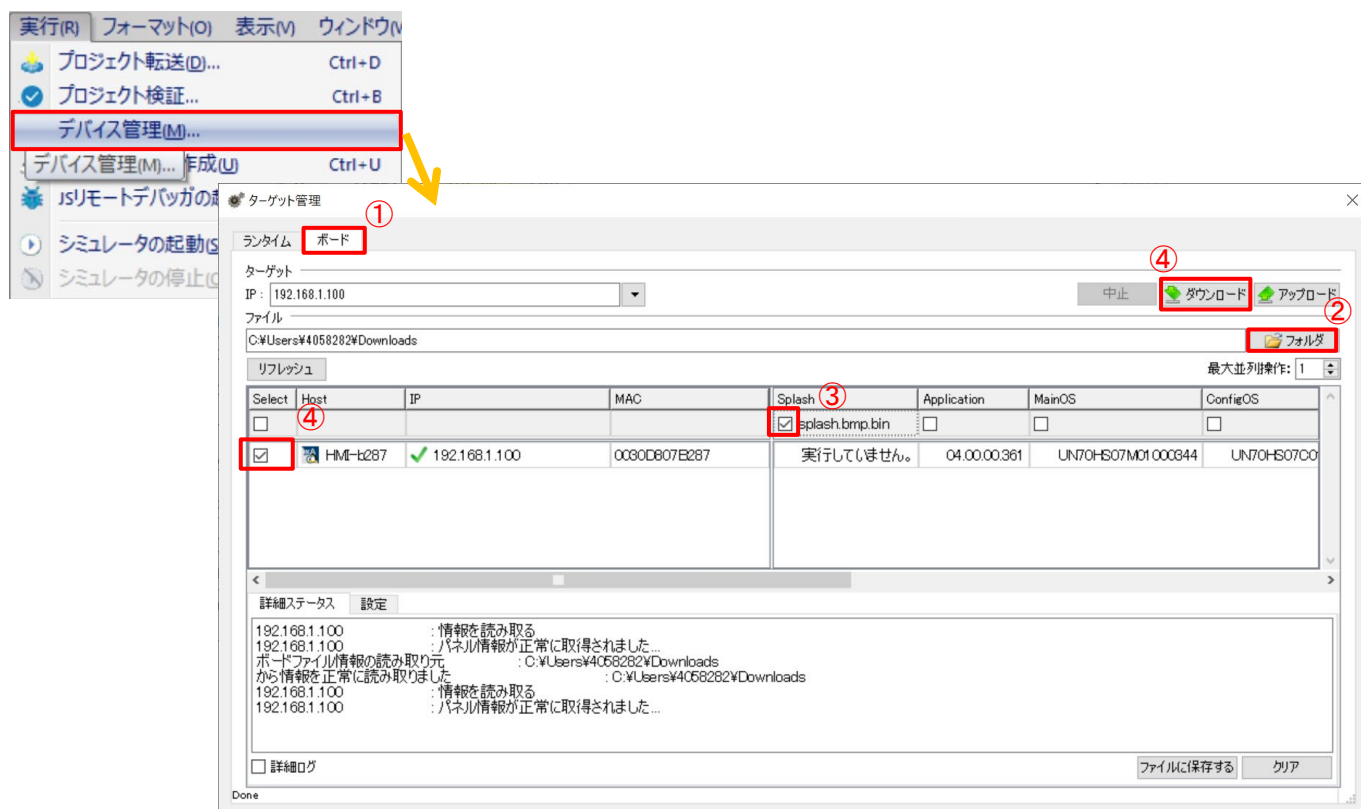 実行(R) フォーマット(O) 表示(V) ウィンドウ(W
プロジェクト転送(D)... Ctrl+D
プロジェクト検証... Ctrl+B
デバイス管理(M)...
デバイス管理(M)... 作成(U) Ctrl+U
JSリモートデバッガの
シミュレータの起動(S
シミュレータの停止(
ターゲット管理
①
ランタイム ボード
ターゲット
④
IP : 192.168.1.100 中止 ダウンロード アップロード
ファイル
②
C:¥Users¥4058282¥Downloads フォルダ
リフレッシュ 最大並列操作: 1
Select Host IP MAC Splash ③ Application MainOS ConfigOS
④ splash.bmp.bin
HMI-b287 192.168.1.100 0030D807B287 実行していません。 04.00.00.361 UN70HS07M01000344 UN70HS07C0
詳細ステータス 設定
192.168.1.100 : 情報を読み取る
192.168.1.100 : パネル情報が正常に取得されました...
ボードファイル情報の読み取り元 : C:¥Users¥4058282¥Downloads
から情報を正常に読み取りました : C:¥Users¥4058282¥Downloads
192.168.1.100 : 情報を読み取る
192.168.1.100 : パネル情報が正常に取得されました...
詳細ログ ファイルに保存する クリア
Done